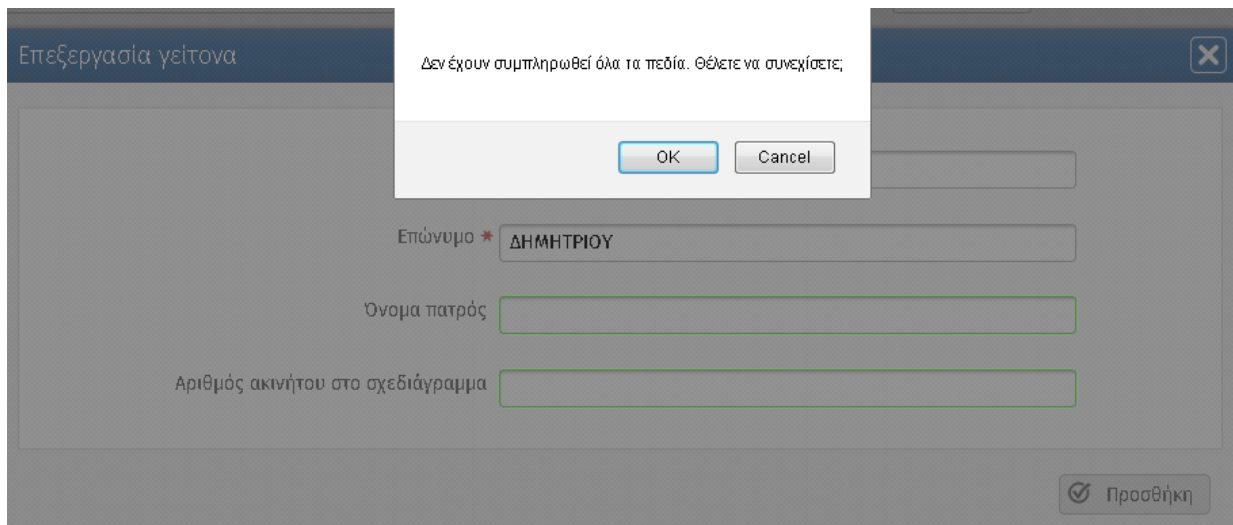 Επεξεργασία γείτονα
Δεν έχουν συμπληρωθεί όλα τα πεδία. Θέλετε να συνεχίσετε;
OK Cancel
Επώνυμο * ΔΗΜΗΤΡΙΟΥ
Όνομα πατρός
Αριθμός ακινήτου στο σχεδιάγραμμα
Προσθήκη